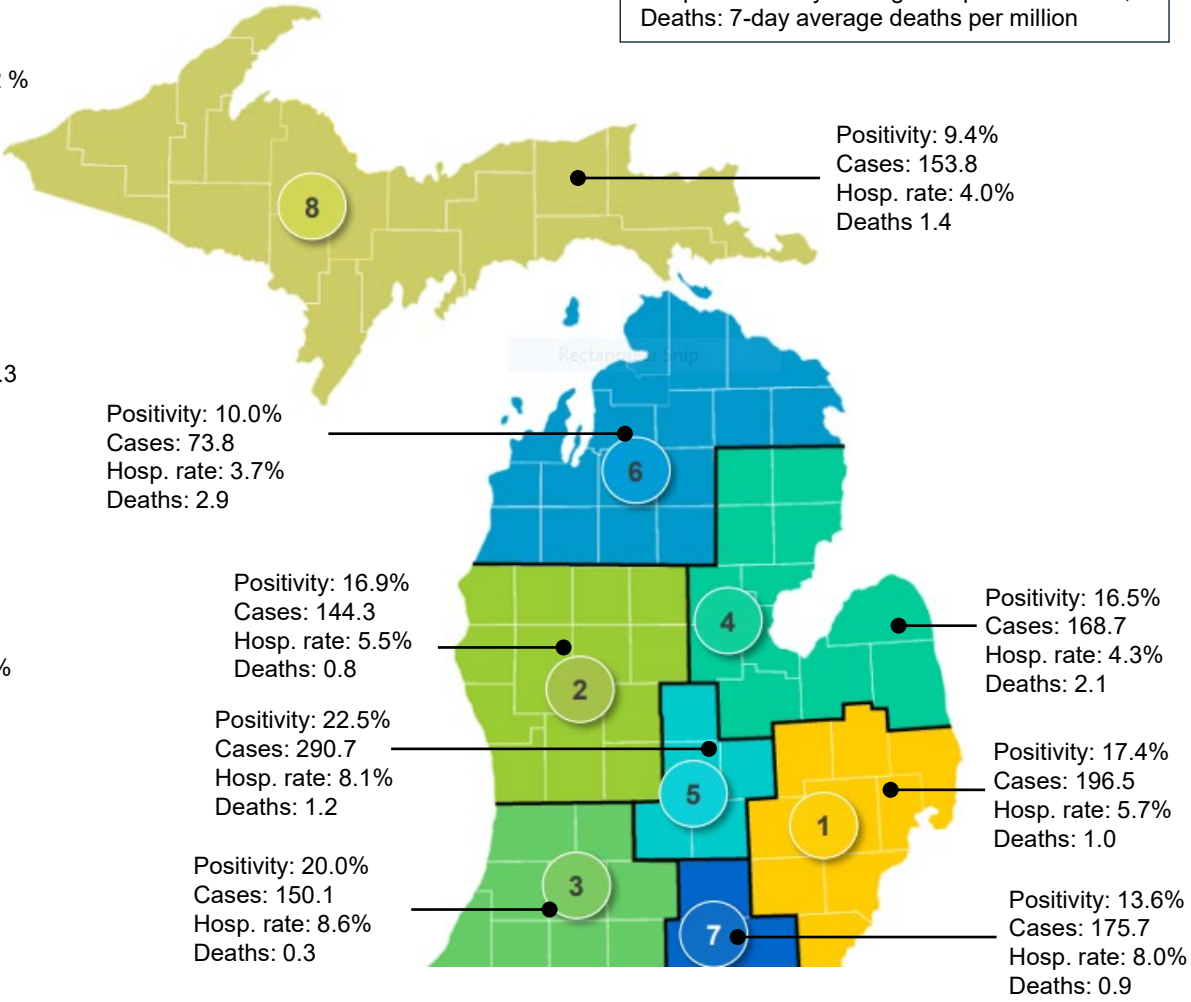 Deaths: 7-day average deaths per million
%
Positivity: 9.4%
Cases: 153.8
Hosp. rate: 4.0%
Deaths 1.4
8
Rectangular Snip
.3
Positivity: 10.0%
Cases: 73.8
Hosp. rate: 3.7%
Deaths: 2.9
6
Positivity: 16.9%
Cases: 144.3
Hosp. rate: 5.5%
Deaths: 0.8
2
4
Positivity: 16.5%
Cases: 168.7
Hosp. rate: 4.3%
Deaths: 2.1
%
Positivity: 22.5%
Cases: 290.7
Hosp. rate: 8.1%
Deaths: 1.2
5
Positivity: 17.4%
Cases: 196.5
Hosp. rate: 5.7%
Deaths: 1.0
1
Positivity: 20.0%
Cases: 150.1
Hosp. rate: 8.6%
Deaths: 0.3
3
7
Positivity: 13.6%
Cases: 175.7
Hosp. rate: 8.0%
Deaths: 0.9